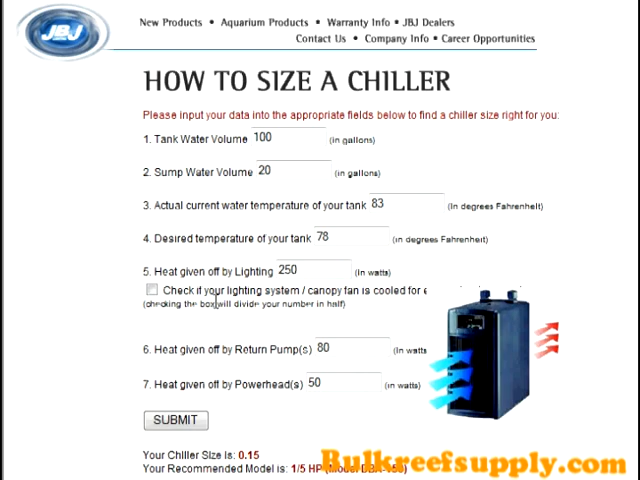 JBJ
New Products • Aquarium Products • Warranty Info • JBJ Dealers
Contact Us • Company Info • Career Opportunities
HOW TO SIZE A CHILLER
Please input your data into the appropriate fields below to find a chiller size right for you:
1. Tank Water Volume 100 (in gallons)
2. Sump Water Volume 20 (in gallons)
3. Actual current water temperature of your tank 83 (In degrees Fahrenheit)
4. Desired temperature of your tank 78 (in degrees Fahrenheit)
5. Heat given off by Lighting 250 (In watts)
Check if your lighting system / canopy fan is cooled for
(checking the box will divide your number in half)
6. Heat given off by Return Pump(s) 80 (In watts
7. Heat given off by Powerhead(s) 50 (in watts)
SUBMIT
Your Chiller Size is: 0.15
Your Recommended Model is: 1/5 HP (Model
Bulkreefsupply.com